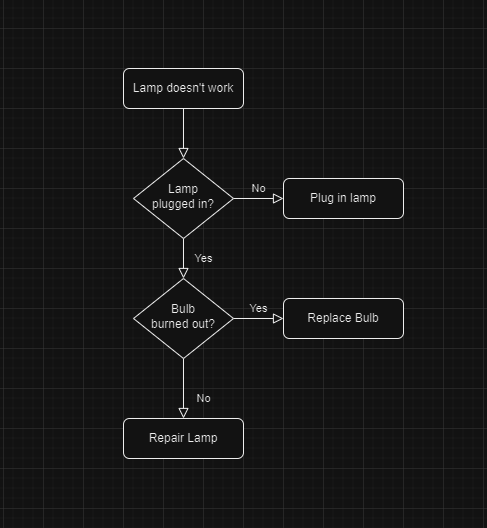 Lamp doesn't work
Lamp
plugged in?
No
Plug in lamp
Yes
Bulb
burned out?
Yes
Replace Bulb
No
Repair Lamp